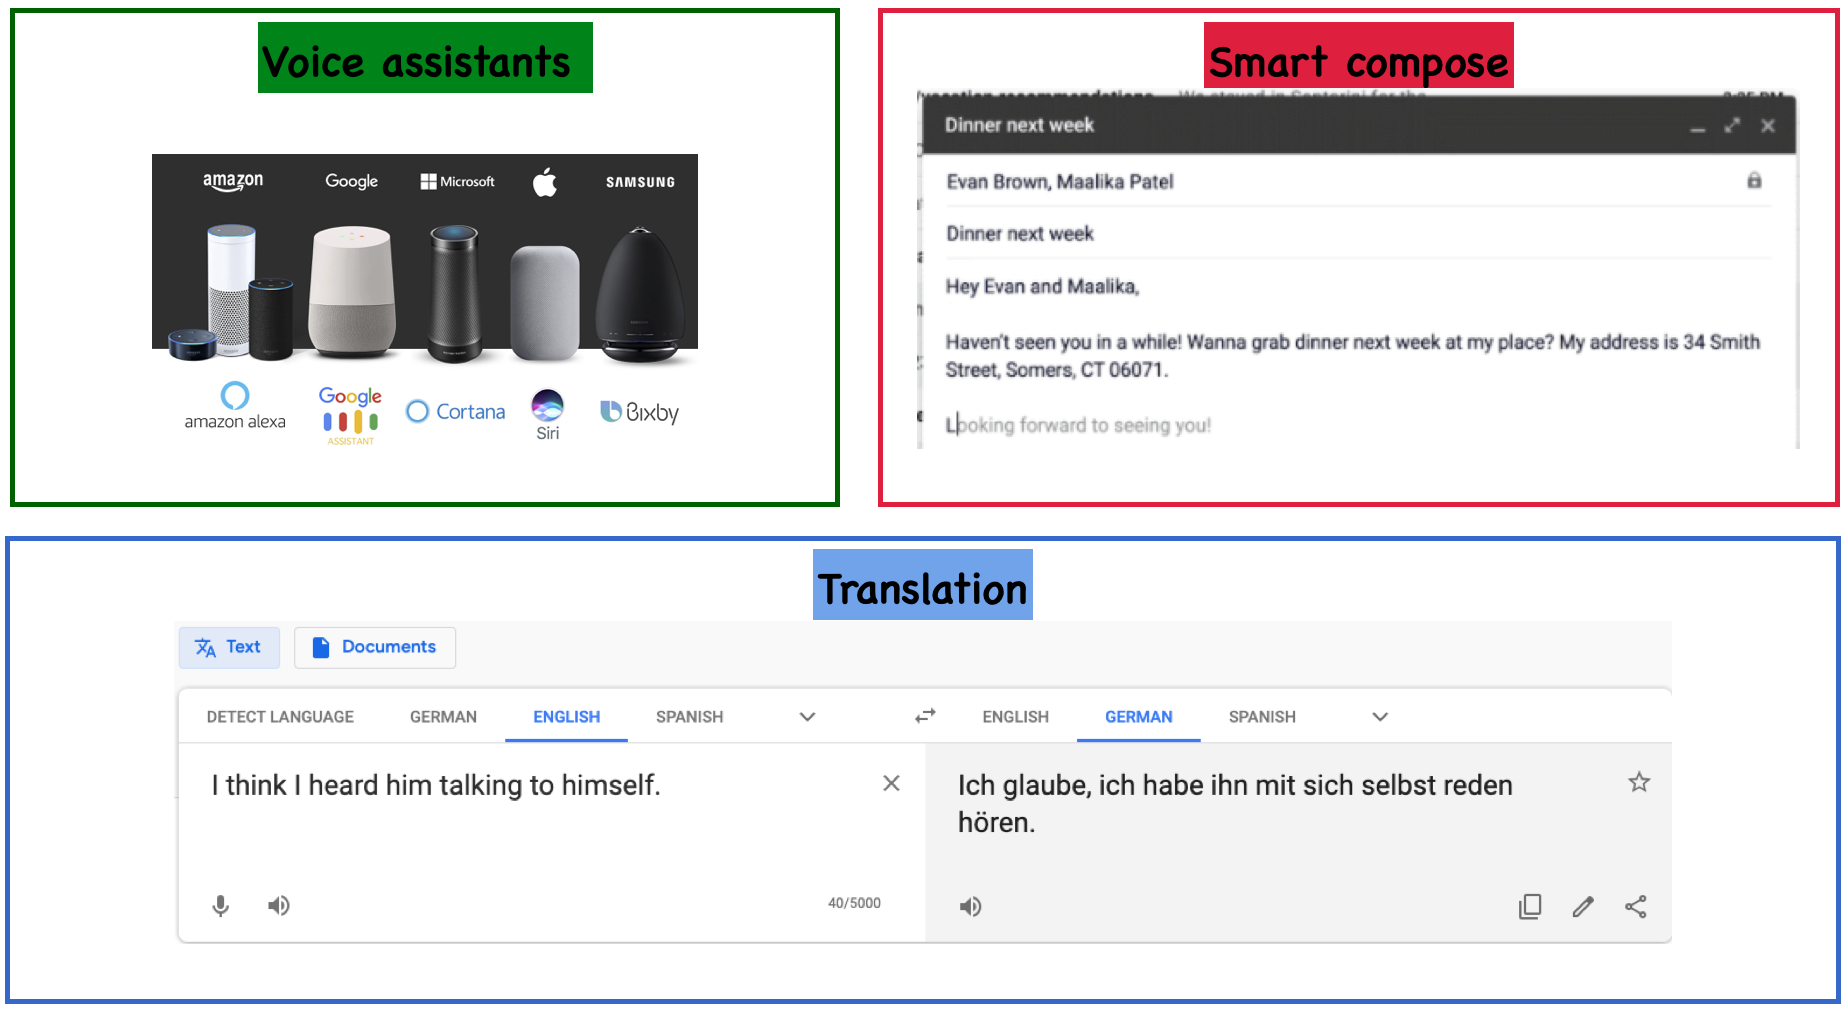 Voice assistants
amazon
Google
Microsoft
SAMSUNG
amazon alexa
Google
ASSISTANT
Cortana
Siri
Bixby
Smart compose
Dinner next week
Evan Brown, Maalika Patel
Dinner next week
Hey Evan and Maalika,
Haven't seen you in a while! Wanna grab dinner next week at my place? My address is 34 Smith
Street, Somers, CT 06071.
Looking forward to seeing you!
Translation
Text
Documents
DETECT LANGUAGE GERMAN ENGLISH SPANISH
ENGLISH GERMAN SPANISH
I think I heard him talking to himself.
40/5000
Ich glaube, ich habe ihn mit sich selbst reden
hören.